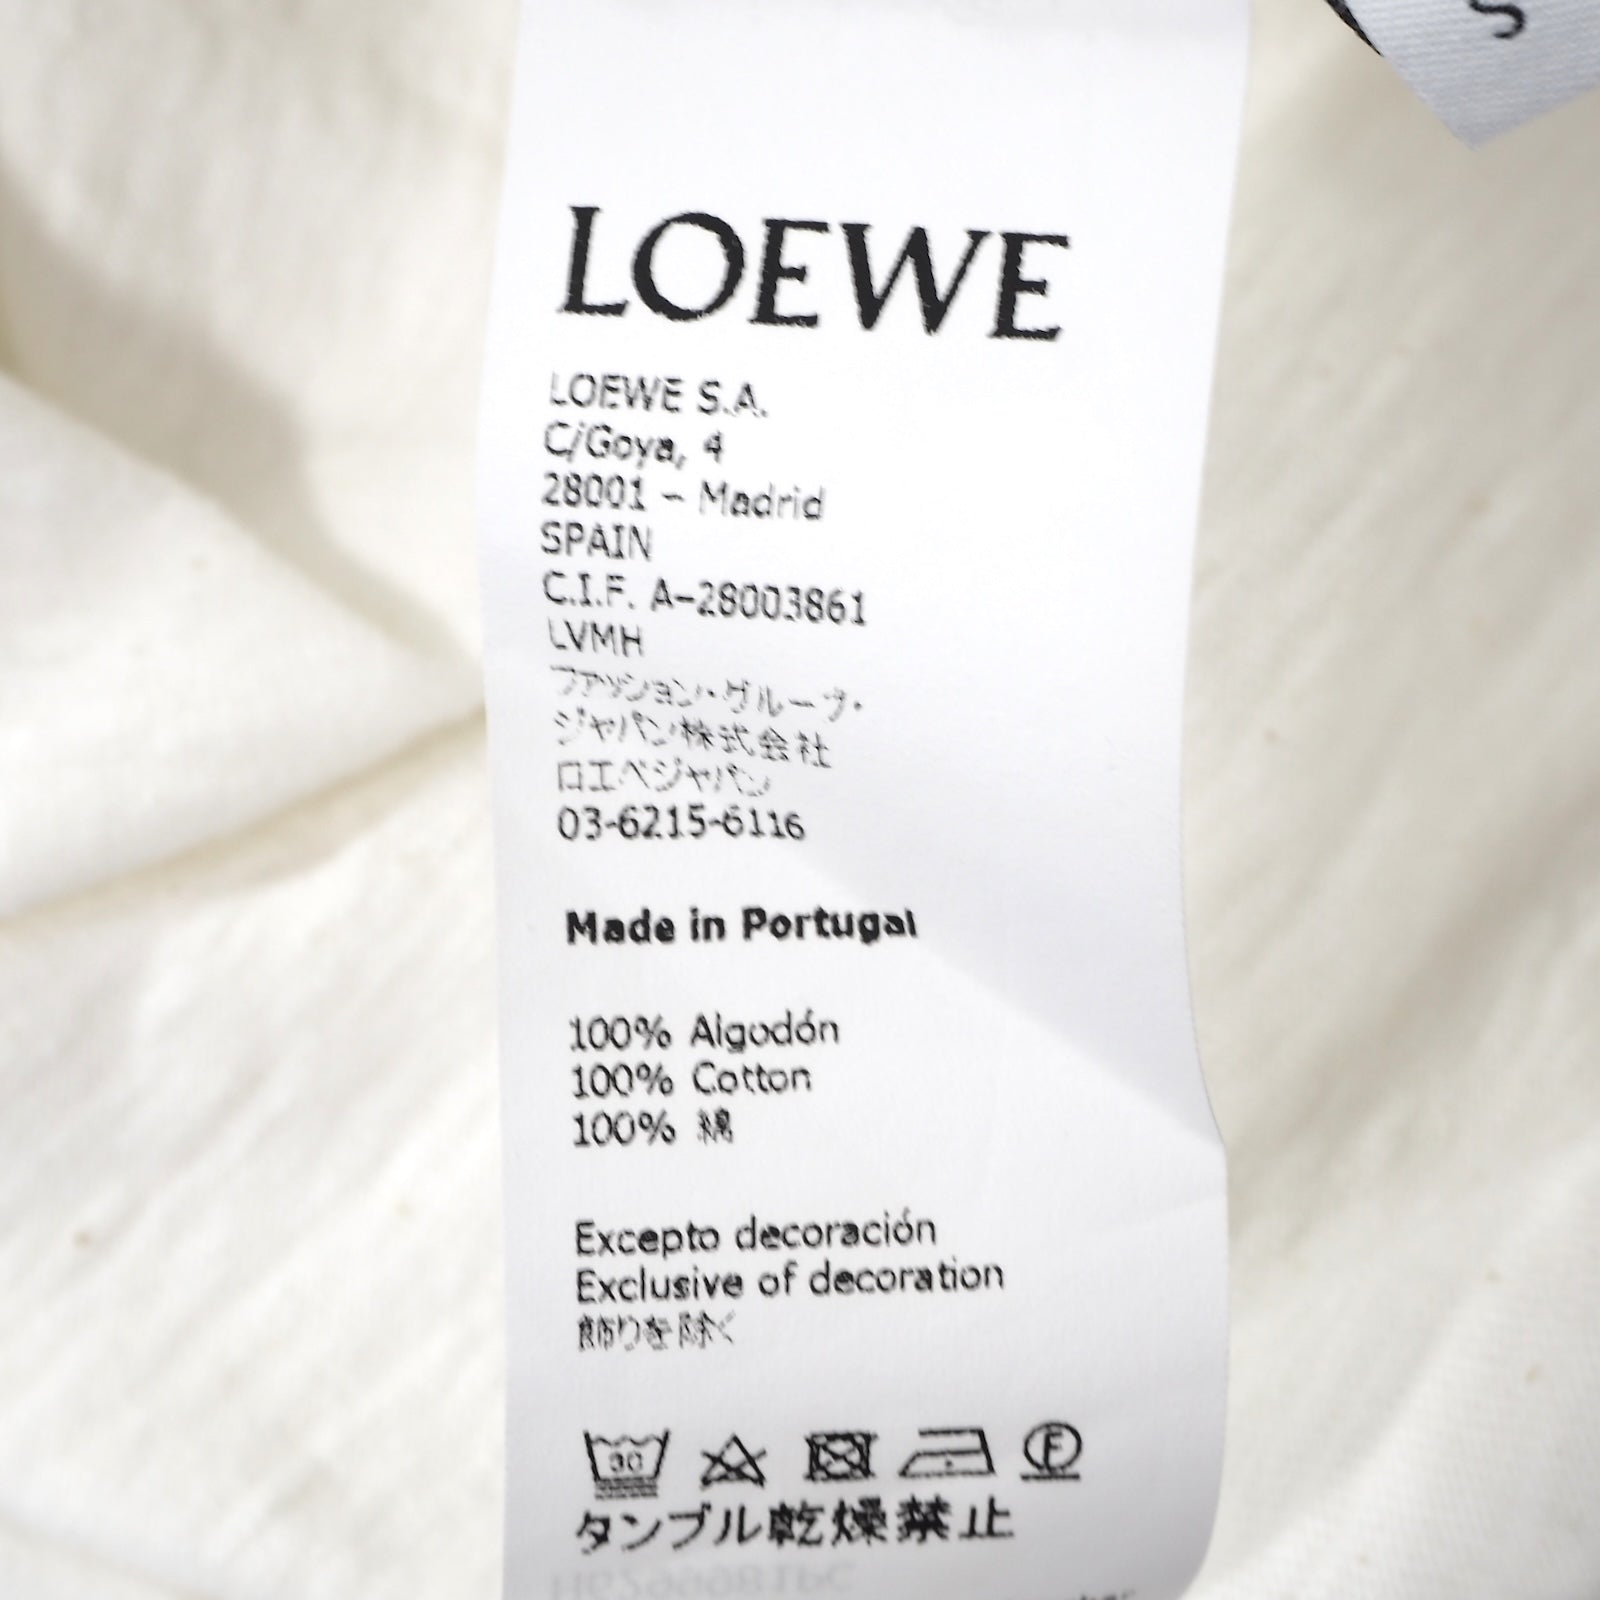 S
LOEWE
LOEWE S.A.
C/Goya, 4
28001 - Madrid
SPAIN
C.I.F. A-28003861
LVMH
ファッション・グループ・
ジャパン株式会社
ロエベジャパン
03-6215-6116
Made in Portugal
100% Algodón
100% Cotton
100% 綿
Excepto decoración
Exclusive of decoration
飾りを除く
30
F
タンブル乾燥禁止